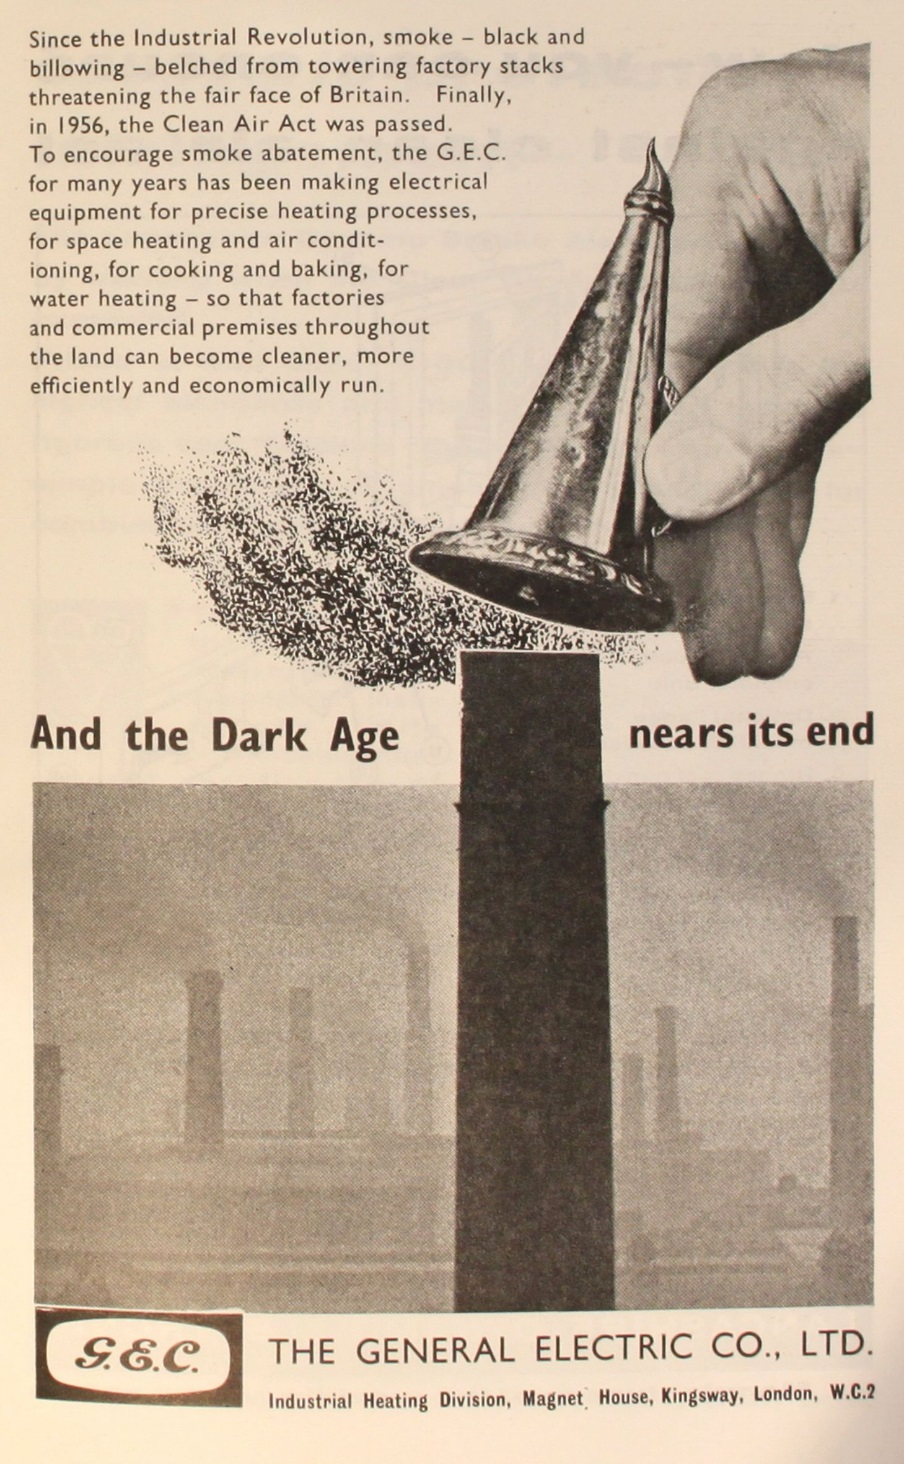 Since the Industrial Revolution, smoke – black and
billowing – belched from towering factory stacks
threatening the fair face of Britain. Finally,
in 1956, the Clean Air Act was passed.
To encourage smoke abatement, the G.E.C.
for many years has been making electrical
equipment for precise heating processes,
for space heating and air condit-
ioning, for cooking and baking, for
water heating – so that factories
and commercial premises throughout
the land can become cleaner, more
efficiently and economically run.
And the Dark Age nears its end
G.E.C.
THE GENERAL ELECTRIC CO., LTD.
Industrial Heating Division, Magnet House, Kingsway, London, W.C.2